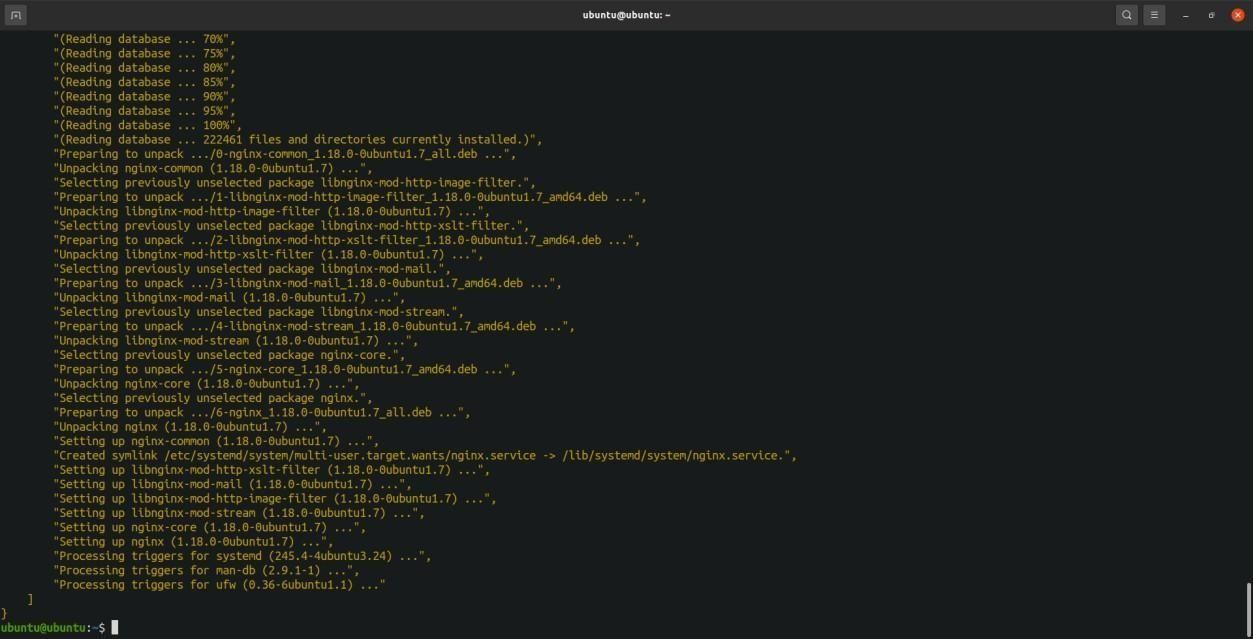 ubuntu@ubuntu: ~
"(Reading database ... 70%",
"(Reading database ... 75%",
"(Reading database ... 80%",
"(Reading database ... 85%",
"(Reading database ... 90%",
"(Reading database ... 95%",
"(Reading database ... 100%",
"(Reading database ... 222461 files and directories currently installed.)",
"Preparing to unpack .../0-nginx-common_1.18.0-0ubuntu1.7_all.deb ...",
"Unpacking nginx-common (1.18.0-0ubuntu1.7) ...",
"Selecting previously unselected package libnginx-mod-http-image-filter.",
"Preparing to unpack .../1-libnginx-mod-http-image-filter_1.18.0-0ubuntu1.7_amd64.deb ...",
"Unpacking libnginx-mod-http-image-filter (1.18.0-0ubuntu1.7) ...",
"Selecting previously unselected package libnginx-mod-http-xslt-filter.",
"Preparing to unpack .../2-libnginx-mod-http-xslt-filter_1.18.0-0ubuntu1.7_amd64.deb ...",
"Unpacking libnginx-mod-http-xslt-filter (1.18.0-0ubuntu1.7) ...",
"Selecting previously unselected package libnginx-mod-mail.",
"Preparing to unpack .../3-libnginx-mod-mail_1.18.0-0ubuntu1.7_amd64.deb ...",
"Unpacking libnginx-mod-mail (1.18.0-0ubuntu1.7) ...",
"Selecting previously unselected package libnginx-mod-stream.",
"Preparing to unpack .../4-libnginx-mod-stream_1.18.0-0ubuntu1.7_amd64.deb ...",
"Unpacking libnginx-mod-stream (1.18.0-0ubuntu1.7) ...",
"Selecting previously unselected package nginx-core.",
"Preparing to unpack .../5-nginx-core_1.18.0-0ubuntu1.7_amd64.deb ...",
"Unpacking nginx-core (1.18.0-0ubuntu1.7) ...",
"Selecting previously unselected package nginx.",
"Preparing to unpack .../6-nginx_1.18.0-0ubuntu1.7_all.deb ...",
"Unpacking nginx (1.18.0-0ubuntu1.7) ...",
"Setting up nginx-common (1.18.0-0ubuntu1.7) ...",
"Created symlink /etc/systemd/system/multi-user.target.wants/nginx.service -> /lib/systemd/system/nginx.service.",
"Setting up libnginx-mod-http-xslt-filter (1.18.0-0ubuntu1.7) ...",
"Setting up libnginx-mod-mail (1.18.0-0ubuntu1.7) ...",
"Setting up libnginx-mod-http-image-filter (1.18.0-0ubuntu1.7) ...",
"Setting up libnginx-mod-stream (1.18.0-0ubuntu1.7) ...",
"Setting up nginx-core (1.18.0-0ubuntu1.7) ...",
"Setting up nginx (1.18.0-0ubuntu1.7) ...",
"Processing triggers for systemd (245.4-4ubuntu3.24) ...",
"Processing triggers for man-db (2.9.1-1) ...",
"Processing triggers for ufw (0.36-6ubuntu1.1) ..."
]
}
ubuntu@ubuntu:~$